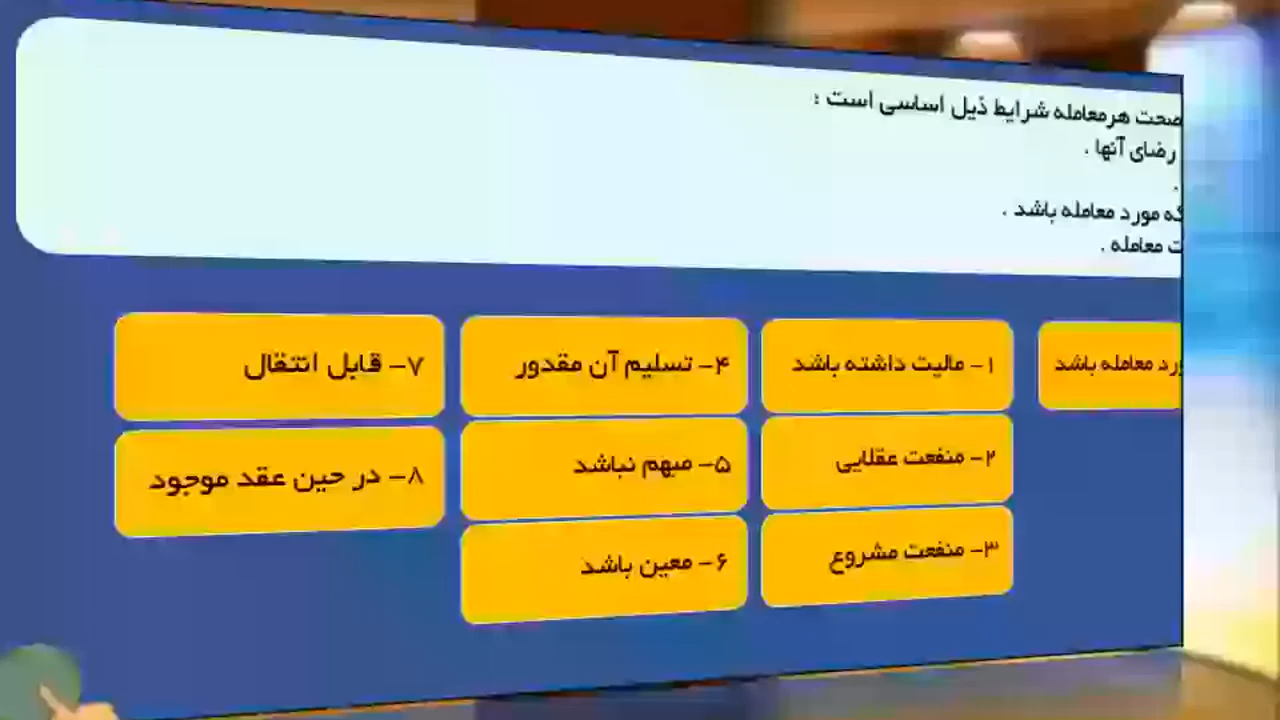 صحت هرمعامله شرایط ذیل اساسی است :
رضای آنها .
.
که مورد معامله باشد .
معامله .
مورد معامله باشد
۱- مالیت داشته باشد
۲- منفعت عقلایی
۳- منفعت مشروع
۴- تسلیم آن مقدور
۵- مبهم نباشد
۶- معین باشد
۷- قابل انتقال
۸- در حین عقد موجود